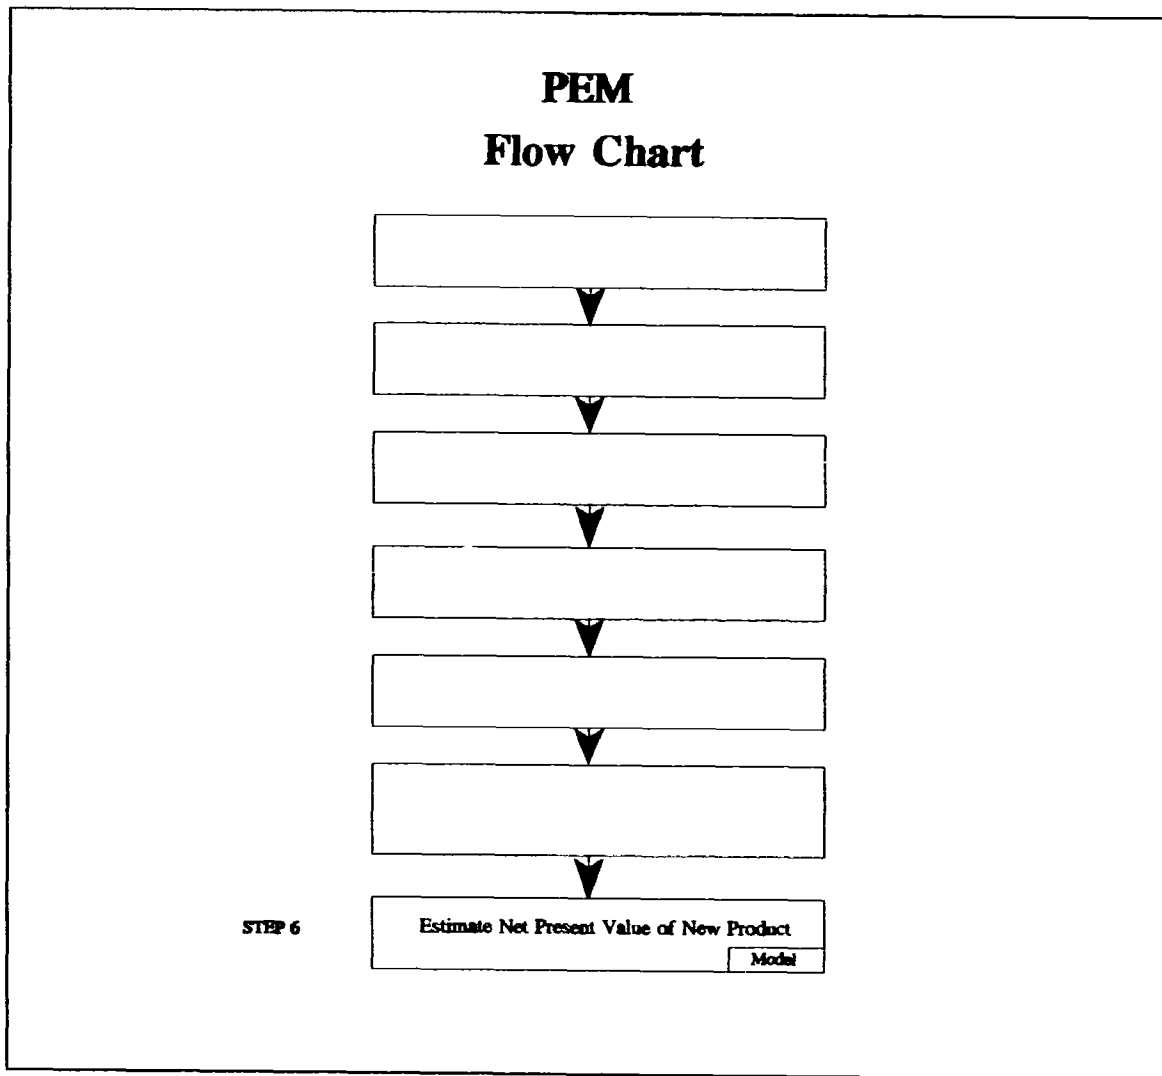 PEM
Flow Chart
STEP 6
Estimate Net Present Value of New Product
Model